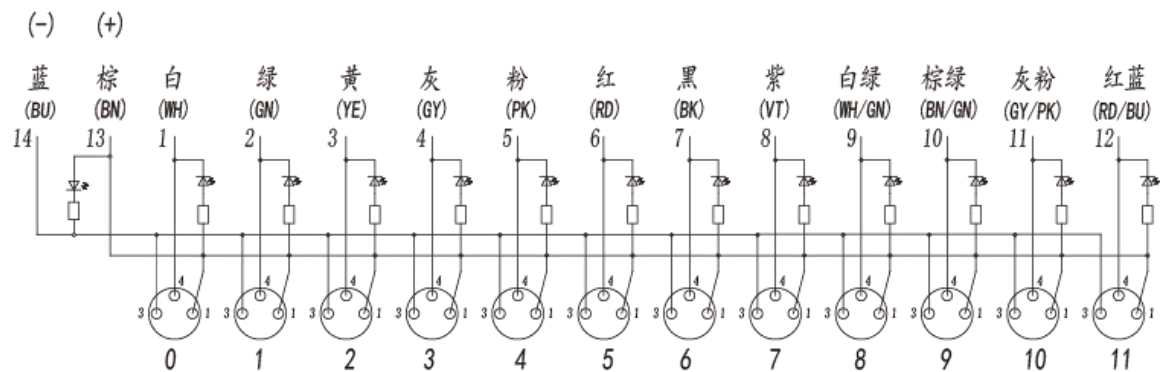 (-) (+)
蓝 棕 白 绿 黄 灰 粉 红 黑 紫 白绿 棕绿 灰粉 红蓝
(BU) (BN) (WH) (GN) (YE) (GY) (PK) (RD) (BK) (VT) (WH/GN) (BN/GN) (GY/PK) (RD/BU)
14 13 1 2 3 4 5 6 7 8 9 10 11 12
4 4 4 4 4 4 4 4 4 4 4 4
3 1 3 1 3 1 3 1 3 1 3 1 3 1 3 1 3 1 3 1 3 1 3 1
0 1 2 3 4 5 6 7 8 9 10 11